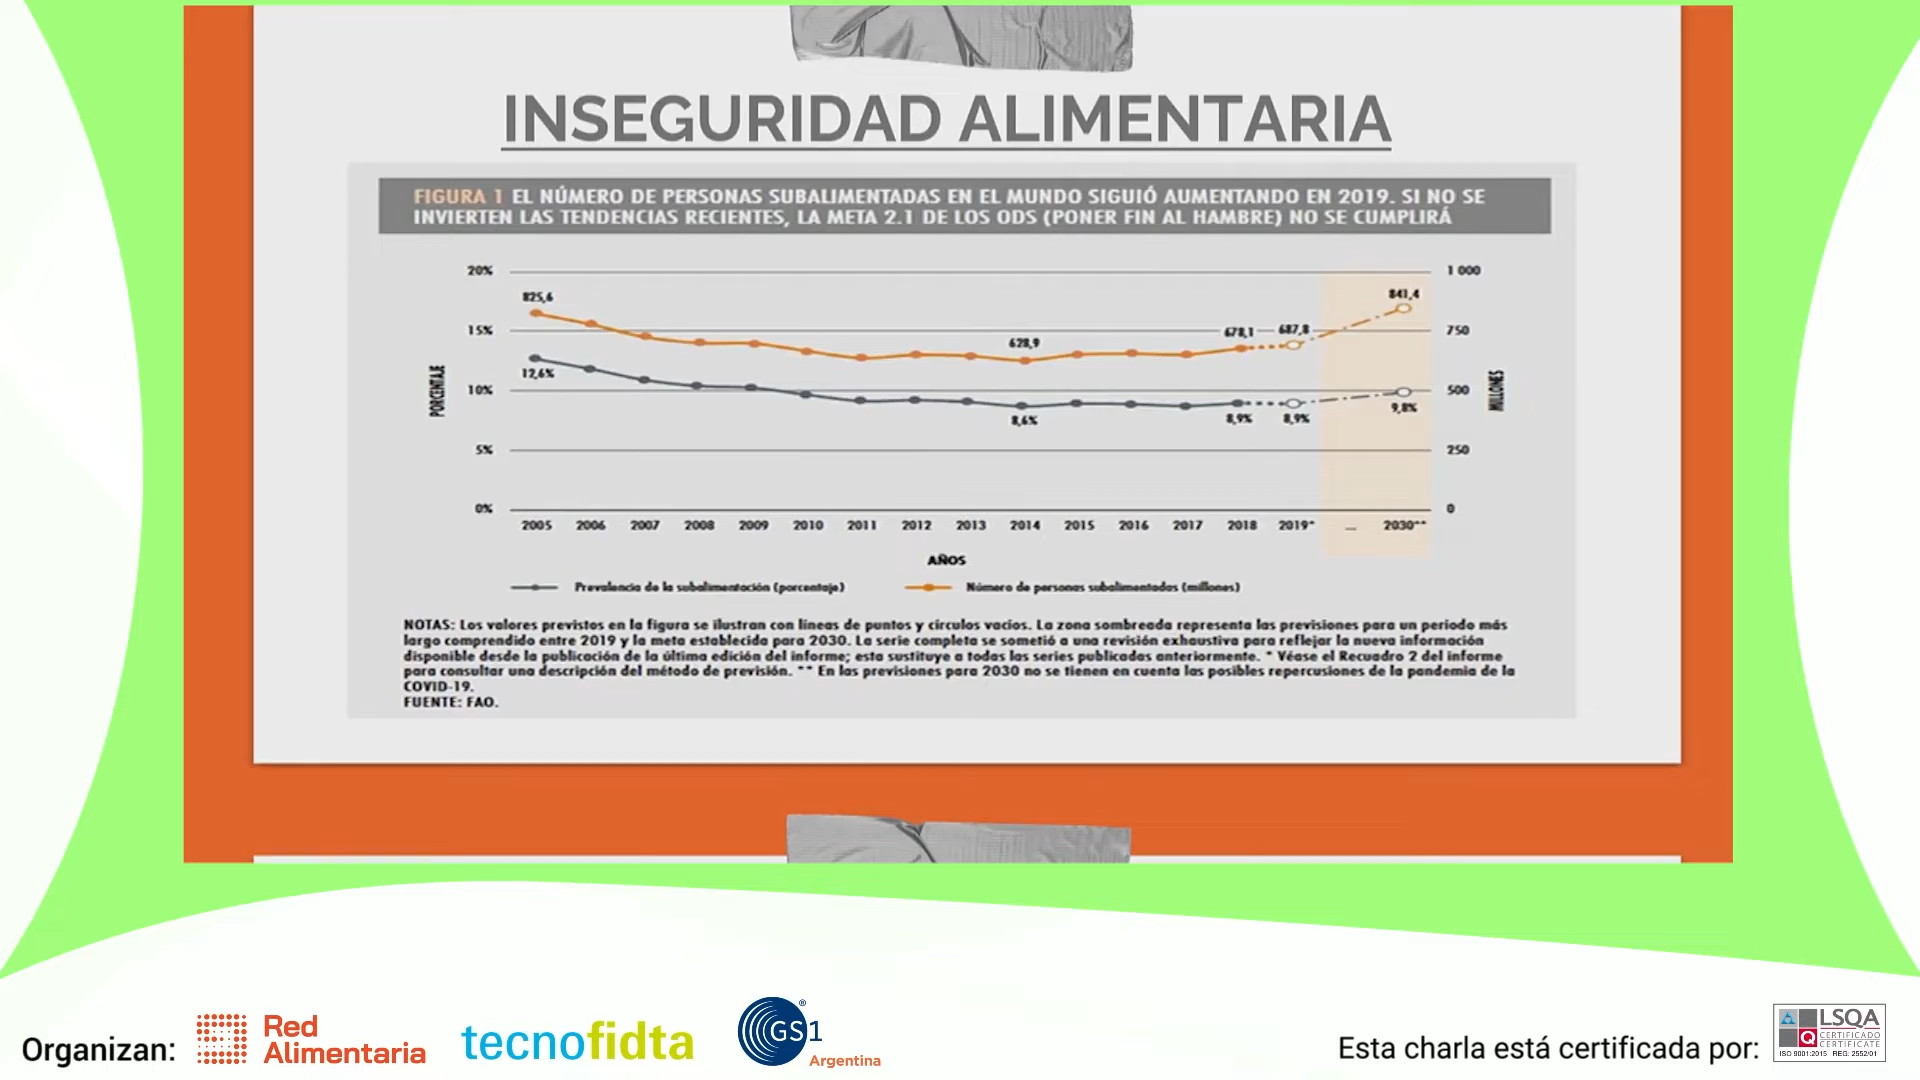 INSEGURIDAD ALIMENTARIA
FIGURA 1 EL NÚMERO DE PERSONAS SUBALIMENTADAS EN EL MUNDO SIGUIÓ AUMENTANDO EN 2019. SI NO SE
INVIERTEN LAS TENDENCIAS RECIENTES, LA META 2.1 DE LOS ODS (PONER FIN AL HAMBRE) NO SE CUMPLIRÁ
20% 1 000
825,6 841,4
15% 678,1 687,8 750
628,9
12,6%
10% 500
PORCENTAJE MILLONES
8,6% 8,9% 8,9% 9,8%
5% 250
0% 0
2005 2006 2007 2008 2009 2010 2011 2012 2013 2014 2015 2016 2017 2018 2019* ... 2030**
AÑOS
Prevalencia de la subalimentación (porcentaje) Número de personas subalimentadas (millones)
NOTAS: Los valores previstos en la figura se ilustran con líneas de puntos y círculos vacíos. La zona sombreada representa las previsiones para un período más
largo comprendido entre 2019 y la meta establecida para 2030. La serie completa se sometió a una revisión exhaustiva para reflejar la nueva información
disponible desde la publicación de la última edición del informe; esta sustituye a todas las series publicadas anteriormente. * Véase el Recuadro 2 del informe
para consultar una descripción del método de previsión. ** En las previsiones para 2030 no se tienen en cuenta las posibles repercusiones de la pandemia de la
COVID-19.
FUENTE: FAO.
Organizan:
Red
Alimentaria
tecnofidta
GS1
®
Argentina
Esta charla está certificada por:
LSQA
Q
CERTIFICADO
CERTIFICATE
ISO 9001:2015 REG: 2552/01